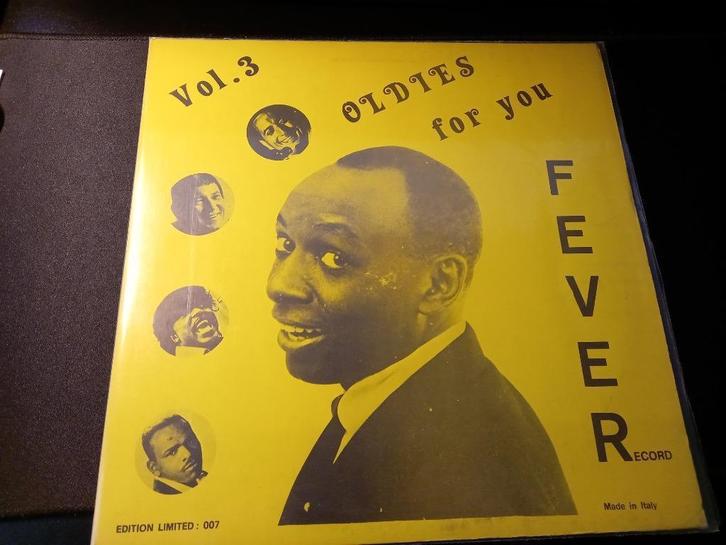 Vol.3
OLDIES
for you
FEVER
ECORD
Made in Italy
EDITION LIMITED: 007